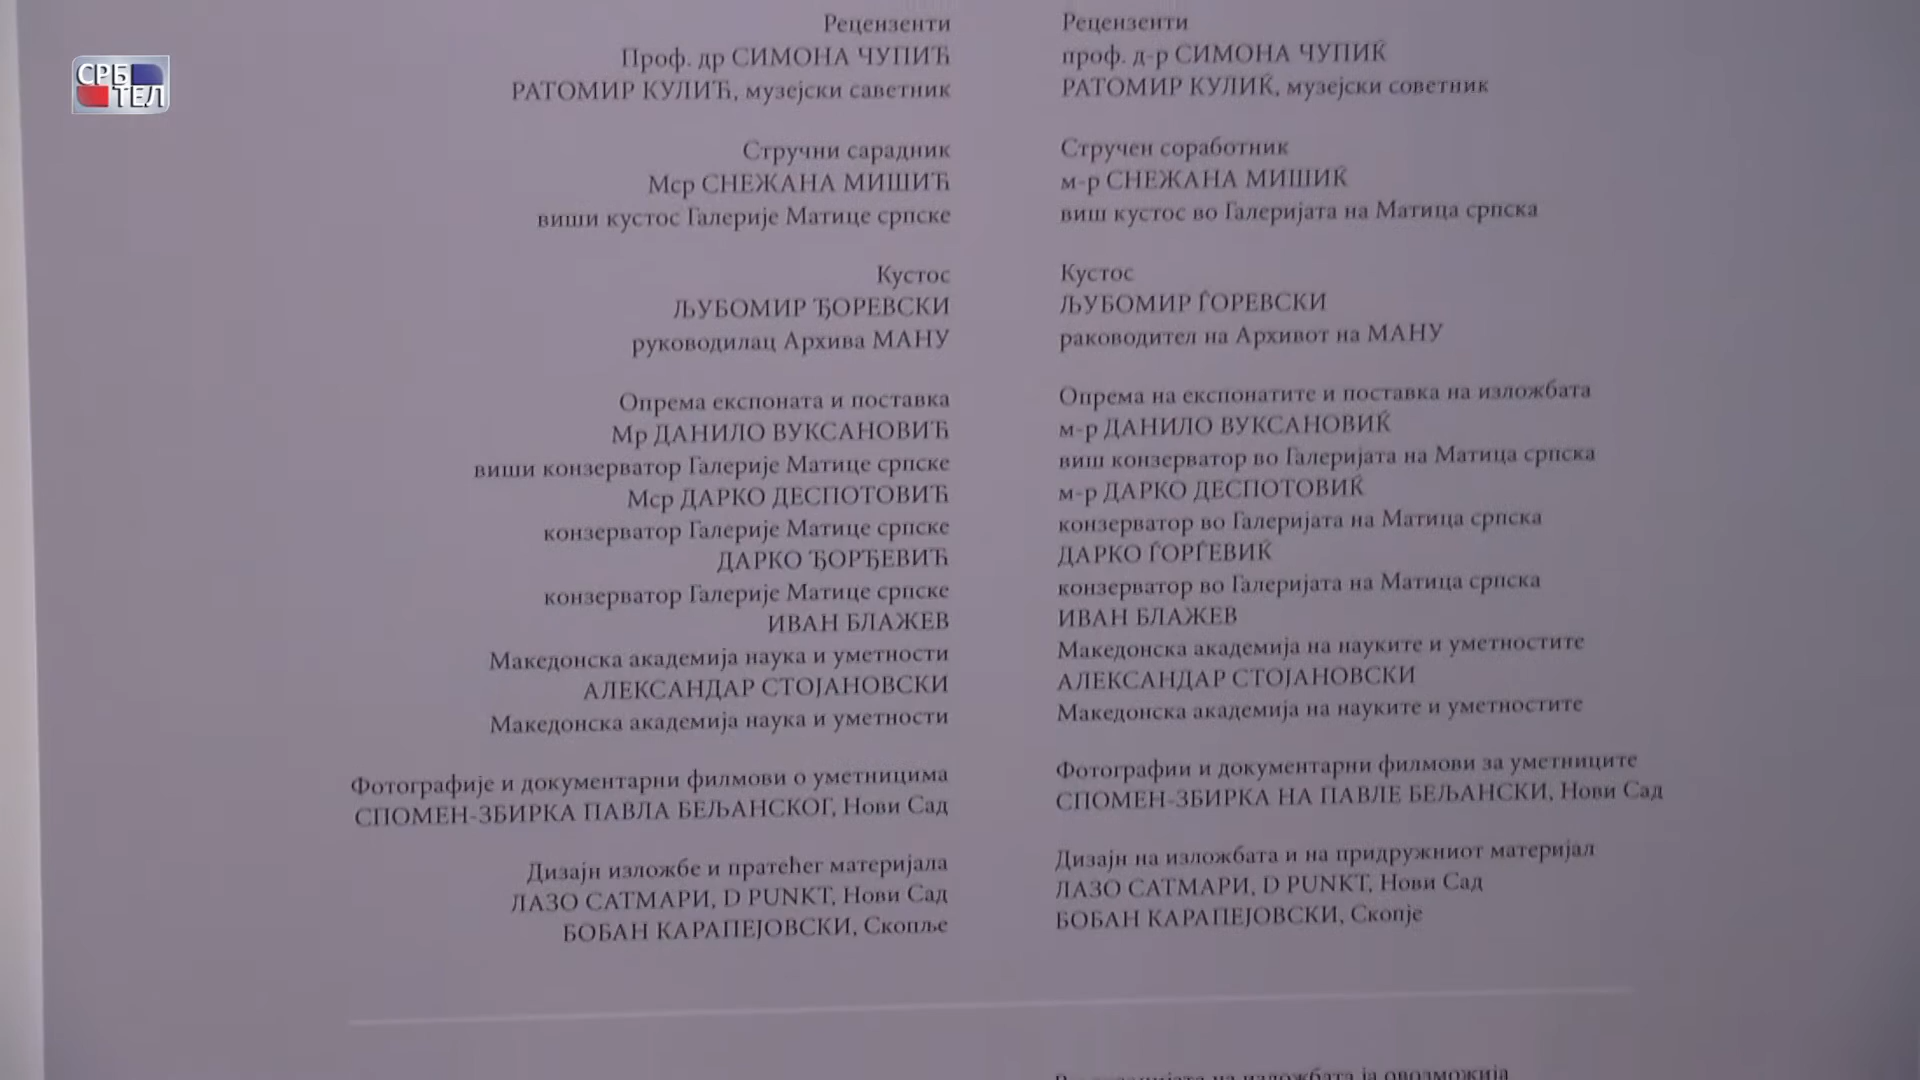 СРБ
ТЕЛ
Рецензенти
Проф. др СИМОНА ЧУПИЋ
РАТОМИР КУЛИЋ, музејски саветник
Стручни сарадник
Мср СНЕЖАНА МИШИЋ
виши кустос Галерије Матице српске
Кустос
ЉУБОМИР ЂОРЕВСКИ
руководилац Архива МАНУ
Опрема експоната и поставка
Мр ДАНИЛО ВУКСАНОВИЋ
виши конзерватор Галерије Матице српске
Мср ДАРКО ДЕСПОТОВИЋ
конзерватор Галерије Матице српске
ДАРКО ЂОРЂЕВИЋ
конзерватор Галерије Матице српске
ИВАН БЛАЖЕВ
Македонска академија наука и уметности
АЛЕКСАНДАР СТОЈАНОВСКИ
Македонска академија наука и уметности
Фотографије и документарни филмови о уметницима
СПОМЕН-ЗБИРКА ПАВЛА БЕЉАНСКОГ, Нови Сад
Дизајн изложбе и пратећег материјала
ЛАЗО САТМАРИ, D PUNKT, Нови Сад
БОБАН КАРАПЕЈОВСКИ, Скопље
Рецензенти
проф. д-р СИМОНА ЧУПИЌ
РАТОМИР КУЛИЌ, музејски советник
Стручен соработник
м-р СНЕЖАНА МИШИЌ
виш кустос во Галеријата на Матица српска
Кустос
ЉУБОМИР ЃОРЕВСКИ
раководител на Архивот на МАНУ
Опрема на експонатите и поставка на изложбата
м-р ДАНИЛО ВУКСАНОВИЌ
виш конзерватор во Галеријата на Матица српска
м-р ДАРКО ДЕСПОТОВИЌ
конзерватор во Галеријата на Матица српска
ДАРКО ЃОРЃЕВИЌ
конзерватор во Галеријата на Матица српска
ИВАН БЛАЖЕВ
Македонска академија на науките и уметностите
АЛЕКСАНДАР СТОЈАНОВСКИ
Македонска академија на науките и уметностите
Фотографии и документарни филмови за уметниците
СПОМЕН-ЗБИРКА НА ПАВЛЕ БЕЉАНСКИ, Нови Сад
Дизајн на изложбата и на придружниот материјал
ЛАЗО САТМАРИ, D PUNKT, Нови Сад
БОБАН КАРАПЕЈОВСКИ, Скопје
на изложбата ја овозможија